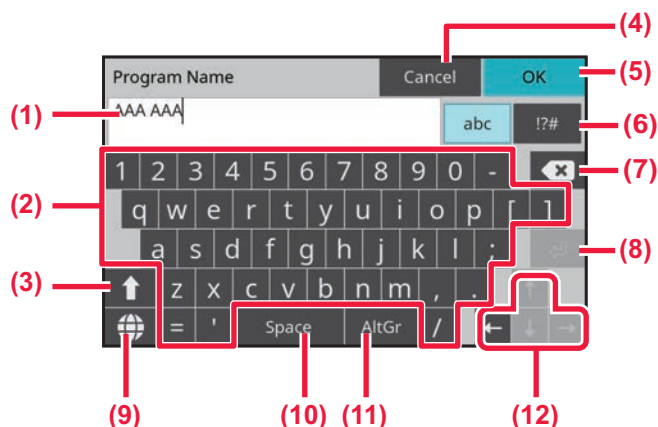 (4)
Program Name Cancel OK (5)
(1) AAA AAA abc !?# (6)
1 2 3 4 5 6 7 8 9 0 - (7)
(2) q w e r t y u i o p [ ]
a s d f g h j k l ; (8)
(3) z x c v b n m , .
= ' Space AltGr /
(9) (10) (11) (12)